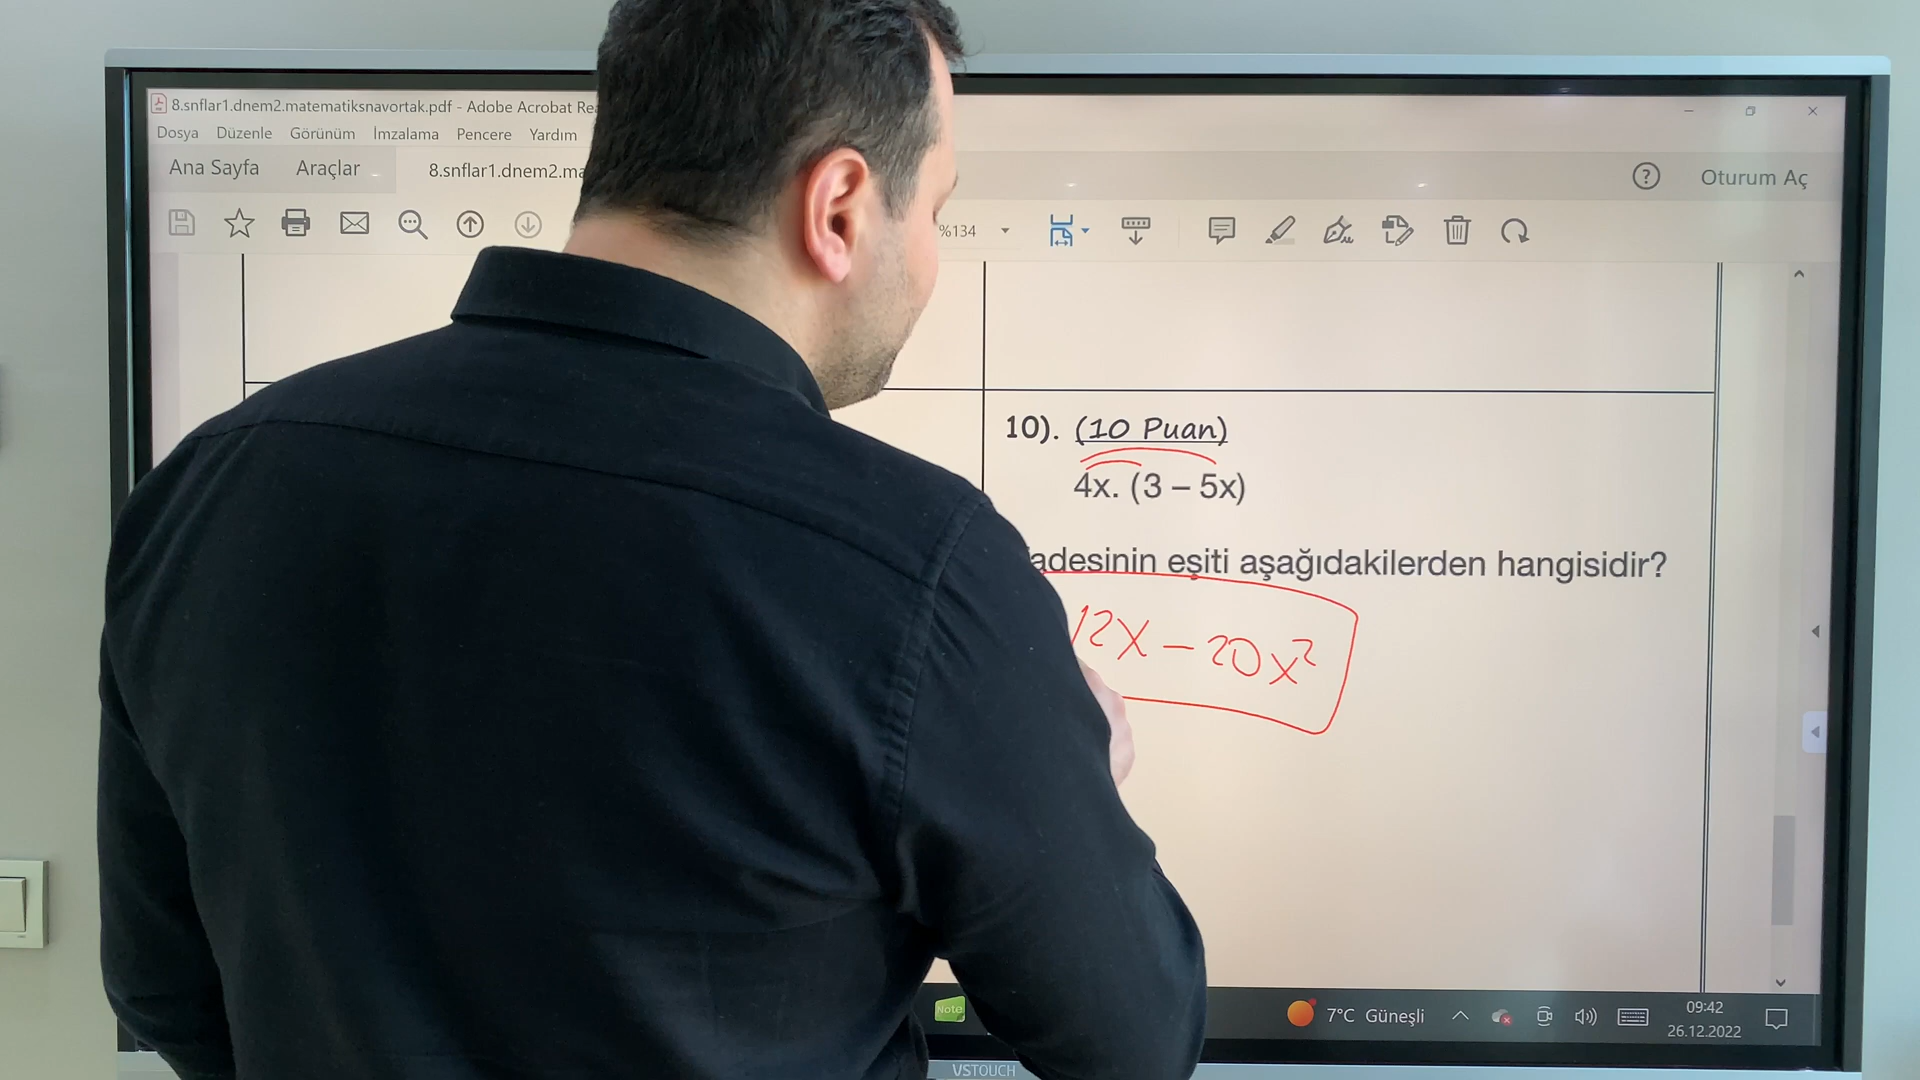 8.snflar1.dnem2.matematiksnavortak.pdf - Adobe Acrobat
Dosya Düzenle Görünüm İmzalama Pencere Yardım
Ana Sayfa Araçlar 8.snflar1.dnem2.ma
? Oturum Aç
%134
10). (10 Puan)
4x. (3 – 5x)
adesinin eşiti aşağıdakilerden hangisidir?
12x – 20x²
Note
7°C Güneşli
09:42
26.12.2022
VSTOUCH